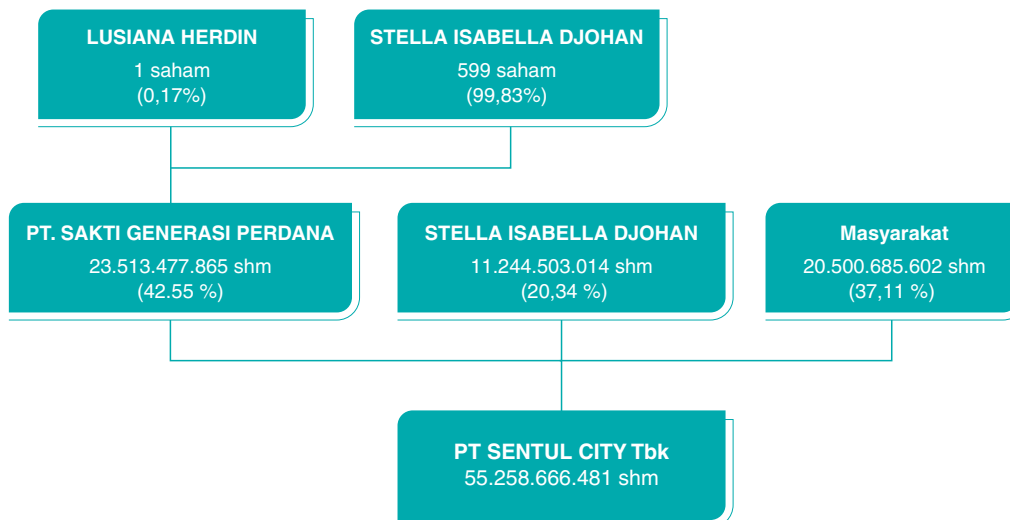 LUSIANA HERDIN
1 saham
(0,17%)
STELLA ISABELLA DJOHAN
599 saham
(99,83%)
PT. SAKTI GENERASI PERDANA
23.513.477.865 shm
(42.55 %)
STELLA ISABELLA DJOHAN
11.244.503.014 shm
(20,34 %)
Masyarakat
20.500.685.602 shm
(37,11 %)
PT SENTUL CITY Tbk
55.258.666.481 shm